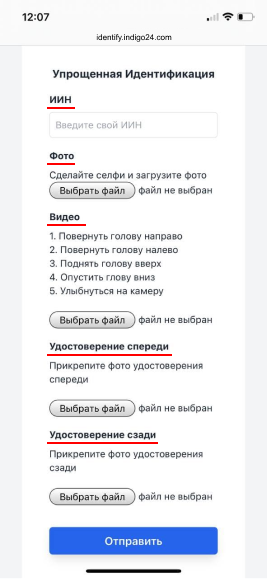 12:07
identify.indigo24.com
Упрощенная Идентификация
ИИН
Введите свой ИИН
Фото
Сделайте селфи и загрузите фото
Выбрать файл файл не выбран
Видео
1. Повернуть голову направо
2. Повернуть голову налево
3. Поднять голову вверх
4. Опустить глову вниз
5. Улыбнуться на камеру
Выбрать файл файл не выбран
Удостоверение спереди
Прикрепите фото удостоверения
спереди
Выбрать файл файл не выбран
Удостоверение сзади
Прикрепите фото удостоверения
сзади
Выбрать файл файл не выбран
Отправить